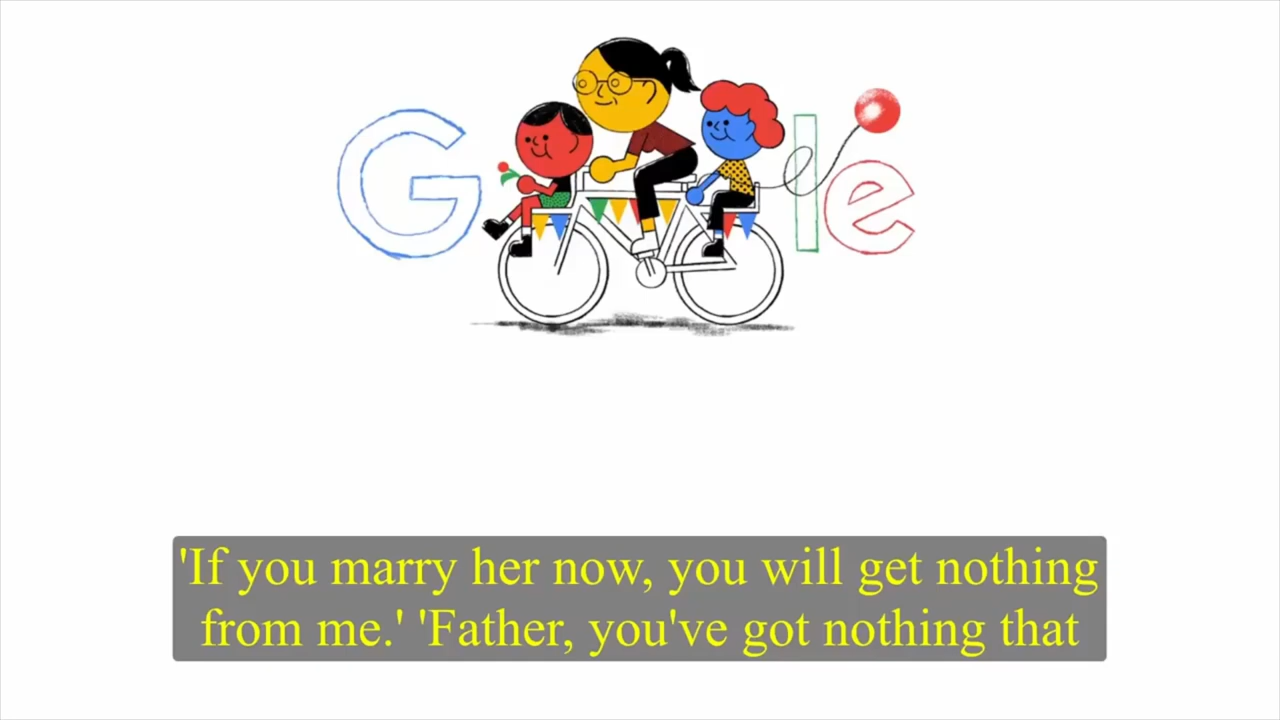 G le
'If you marry her now, you will get nothing
from me.' 'Father, you've got nothing that